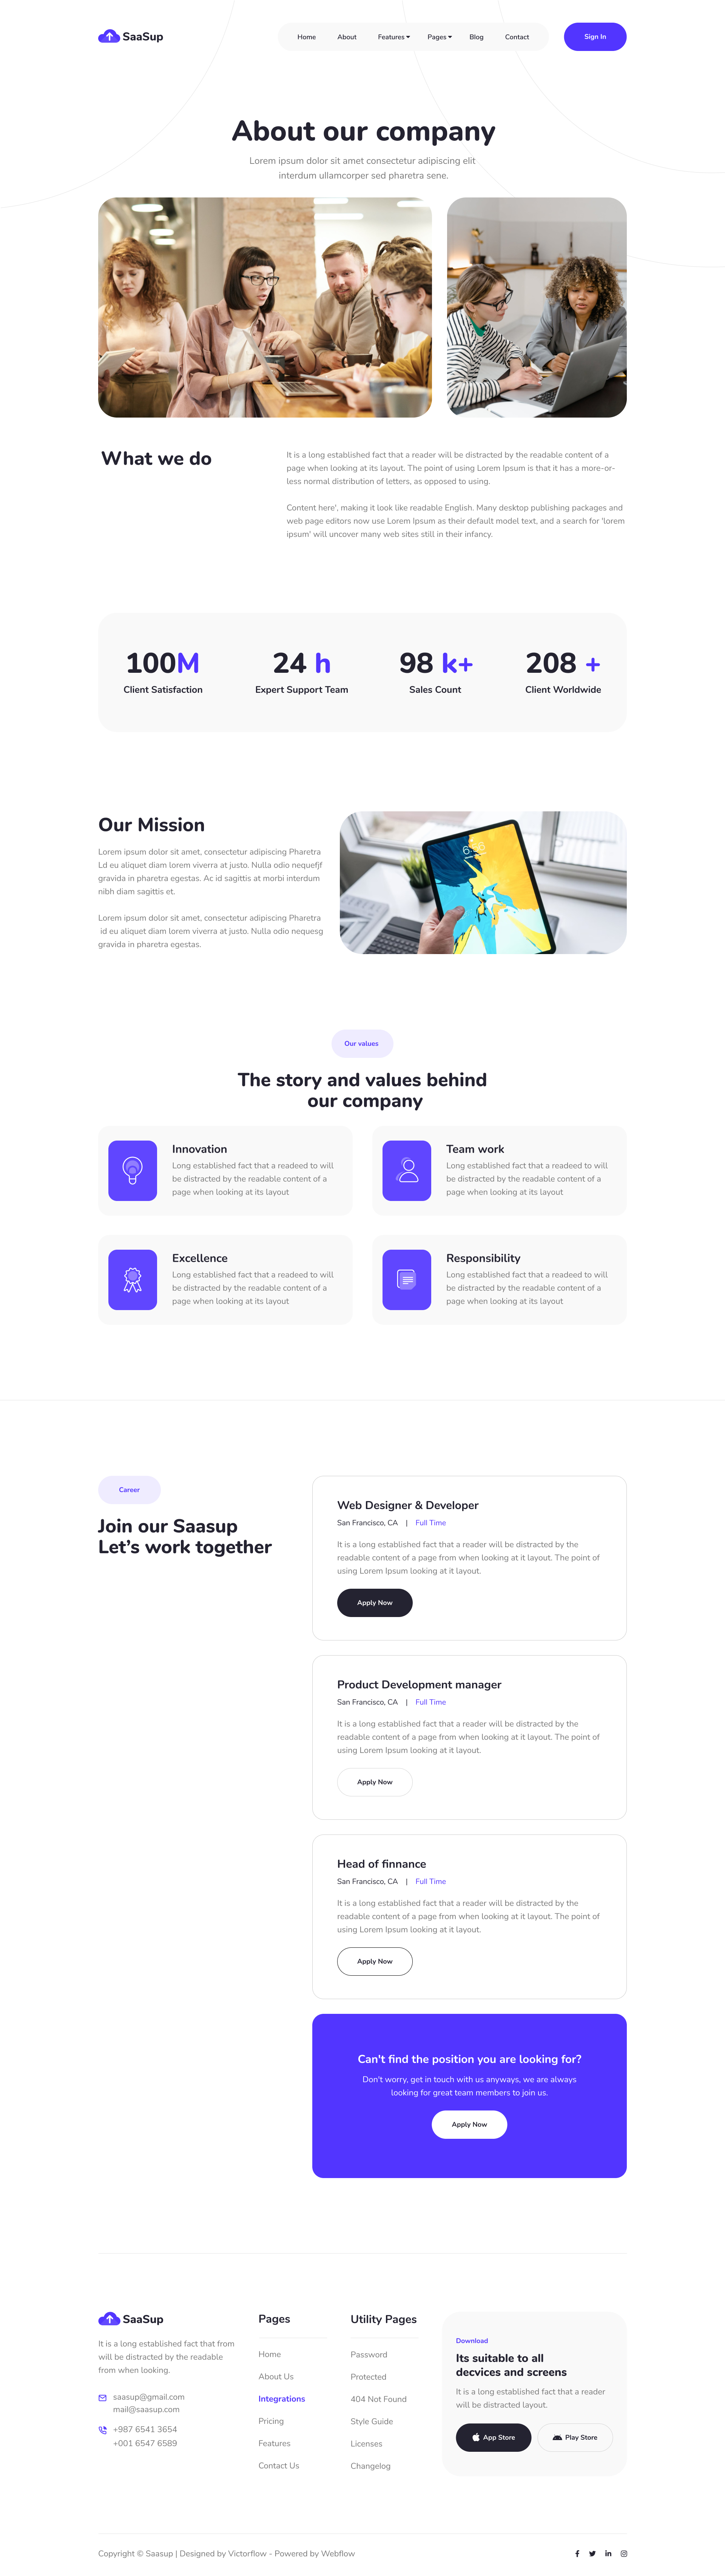 SaaSup
Home About Features Pages Blog Contact
Sign In
About our company
Lorem ipsum dolor sit amet consectetur adipiscing elit
interdum ullamcorper sed pharetra sene.
What we do
It is a long established fact that a reader will be distracted by the readable content of a
page when looking at its layout. The point of using Lorem Ipsum is that it has a more-or-
less normal distribution of letters, as opposed to using.
Content here', making it look like readable English. Many desktop publishing packages and
web page editors now use Lorem Ipsum as their default model text, and a search for 'lorem
ipsum' will uncover many web sites still in their infancy.
100M
Client Satisfaction
24 h
Expert Support Team
98 k+
Sales Count
208 +
Client Worldwide
Our Mission
Lorem ipsum dolor sit amet, consectetur adipiscing Pharetra
Ld eu aliquet diam lorem viverra at justo. Nulla odio nequefjf
gravida in pharetra egestas. Ac id sagittis at morbi interdum
nibh diam sagittis et.
Lorem ipsum dolor sit amet, consectetur adipiscing Pharetra
id eu aliquet diam lorem viverra at justo. Nulla odio nequesg
gravida in pharetra egestas.
Our values
The story and values behind
our company
Innovation
Long established fact that a readeed to will
be distracted by the readable content of a
page when looking at its layout
Team work
Long established fact that a readeed to will
be distracted by the readable content of a
page when looking at its layout
Excellence
Long established fact that a readeed to will
be distracted by the readable content of a
page when looking at its layout
Responsibility
Long established fact that a readeed to will
be distracted by the readable content of a
page when looking at its layout
Career
Join our Saasup
Let's work together
Web Designer & Developer
San Francisco, CA | Full Time
It is a long established fact that a reader will be distracted by the
readable content of a page from when looking at it layout. The point of
using Lorem Ipsum looking at it layout.
Apply Now
Product Development manager
San Francisco, CA | Full Time
It is a long established fact that a reader will be distracted by the
readable content of a page from when looking at it layout. The point of
using Lorem Ipsum looking at it layout.
Apply Now
Head of finnance
San Francisco, CA | Full Time
It is a long established fact that a reader will be distracted by the
readable content of a page from when looking at it layout. The point of
using Lorem Ipsum looking at it layout.
Apply Now
Can't find the position you are looking for?
Don't worry, get in touch with us anyways, we are always
looking for great team members to join us.
Apply Now
SaaSup
It is a long established fact that from
will be distracted by the readable
from when looking.
saasup@gmail.com
mail@saasup.com
+987 6541 3654
+001 6547 6589
Pages
Home
About Us
Integrations
Pricing
Features
Contact Us
Utility Pages
Password
Protected
404 Not Found
Style Guide
Licenses
Changelog
Download
Its suitable to all
decvices and screens
It is a long established fact that a reader
will be distracted layout.
App Store
Play Store
Copyright © Saasup | Designed by Victorflow - Powered by Webflow